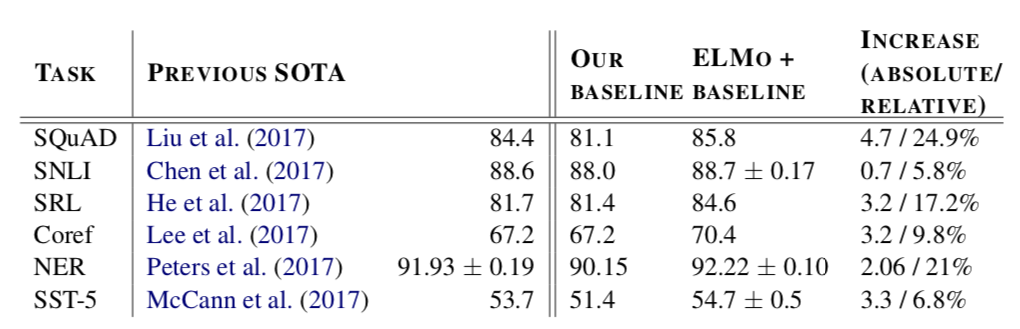 TASK PREVIOUS SOTA OUR BASELINE ELMO + BASELINE INCREASE (ABSOLUTE/ RELATIVE)
SQuAD Liu et al. (2017) 84.4 81.1 85.8 4.7 / 24.9%
SNLI Chen et al. (2017) 88.6 88.0 88.7 ± 0.17 0.7 / 5.8%
SRL He et al. (2017) 81.7 81.4 84.6 3.2 / 17.2%
Coref Lee et al. (2017) 67.2 67.2 70.4 3.2 / 9.8%
NER Peters et al. (2017) 91.93 ± 0.19 90.15 92.22 ± 0.10 2.06 / 21%
SST-5 McCann et al. (2017) 53.7 51.4 54.7 ± 0.5 3.3 / 6.8%